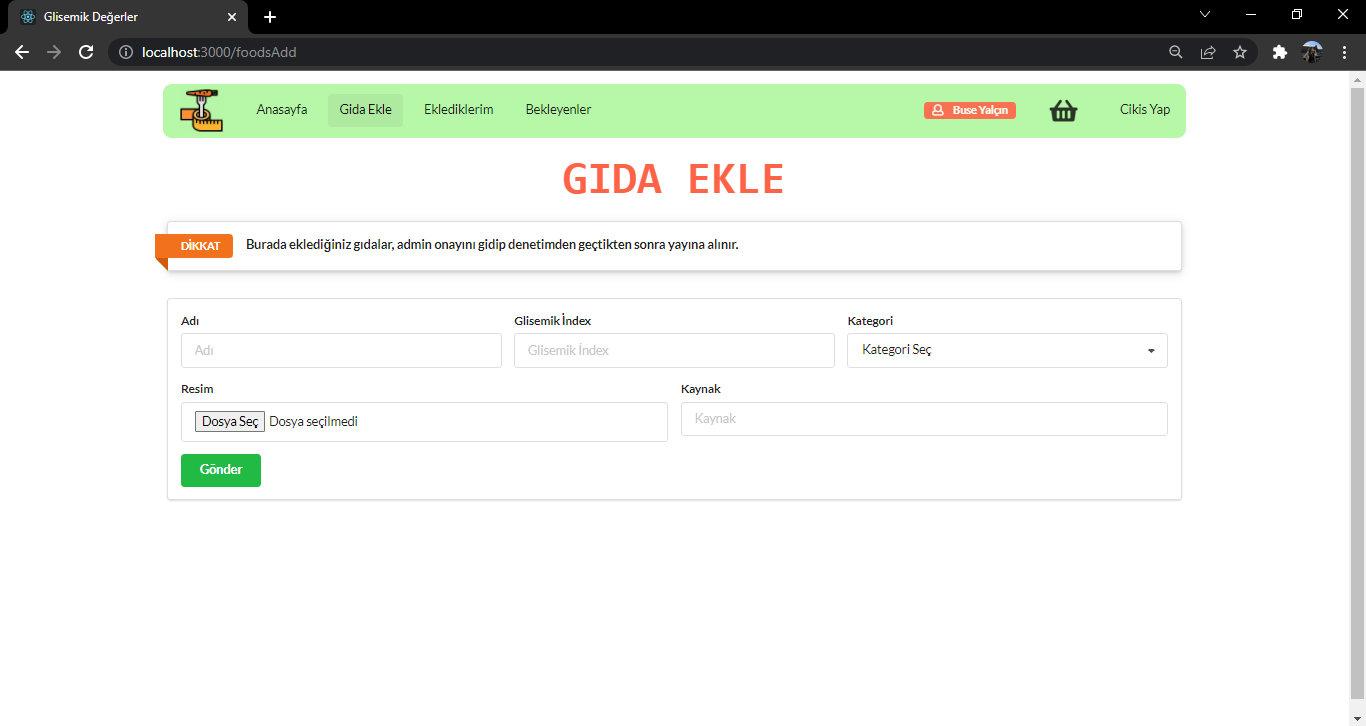 Glisemik Değerler
localhost:3000/foodsAdd
Anasayfa Gida Ekle Eklediklerim Bekleyenler Buse Yalçın Cikis Yap
GIDA EKLE
DİKKAT Burada eklediğiniz gıdalar, admin onayını gidip denetimden geçtikten sonra yayına alınır.
Adı Glisemik İndex Kategori
Adı Glisemik İndex Kategori Seç
Resim Kaynak
Dosya Seç Dosya seçilmedi Kaynak
Gönder